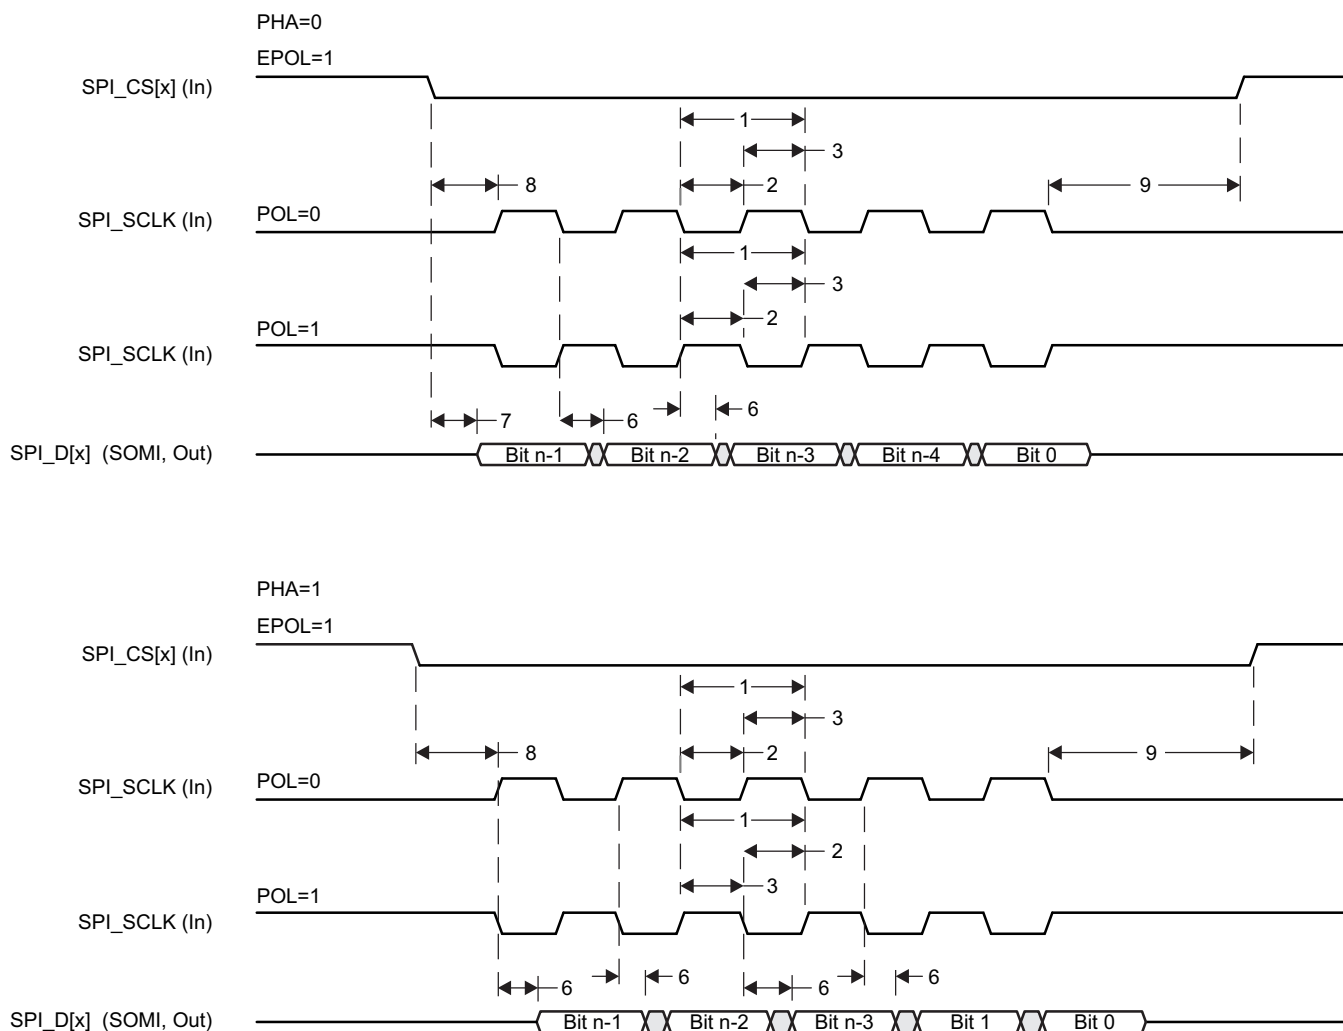 PHA=0
EPOL=1
SPI_CS[x] (In)
1
3
8
2
9
SPI_SCLK (In)
POL=0
1
3
2
POL=1
SPI_SCLK (In)
7
6
6
SPI_D[x] (SOMI, Out)
Bit n-1
Bit n-2
Bit n-3
Bit n-4
Bit 0
PHA=1
EPOL=1
SPI_CS[x] (In)
1
3
8
2
9
SPI_SCLK (In)
POL=0
1
2
3
POL=1
SPI_SCLK (In)
6
6
6
6
SPI_D[x] (SOMI, Out)
Bit n-1
Bit n-2
Bit n-3
Bit 1
Bit 0